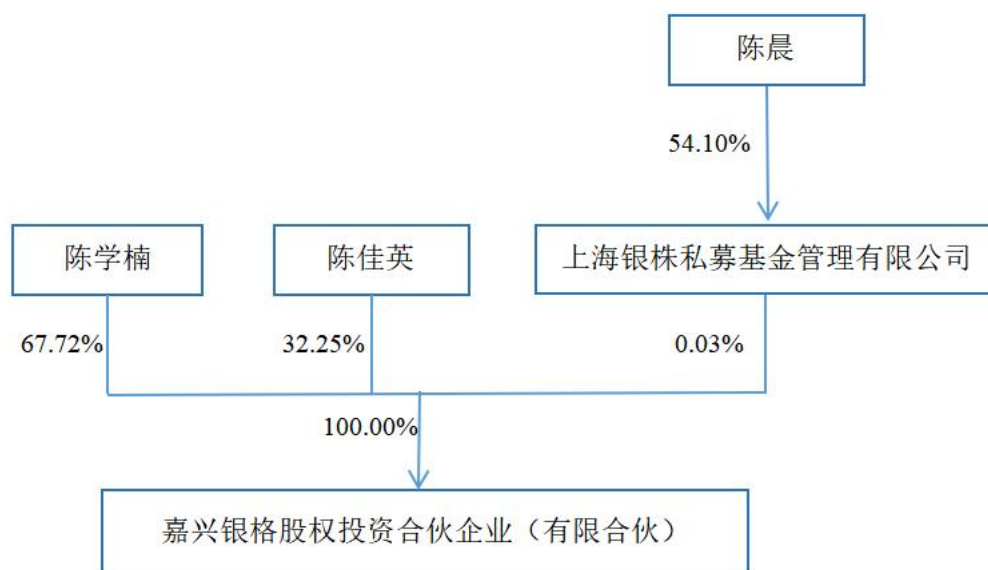 陈晨
54.10%
陈学楠
陈佳英
上海银株私募基金管理有限公司
67.72%
32.25%
0.03%
100.00%
嘉兴银格股权投资合伙企业（有限合伙）